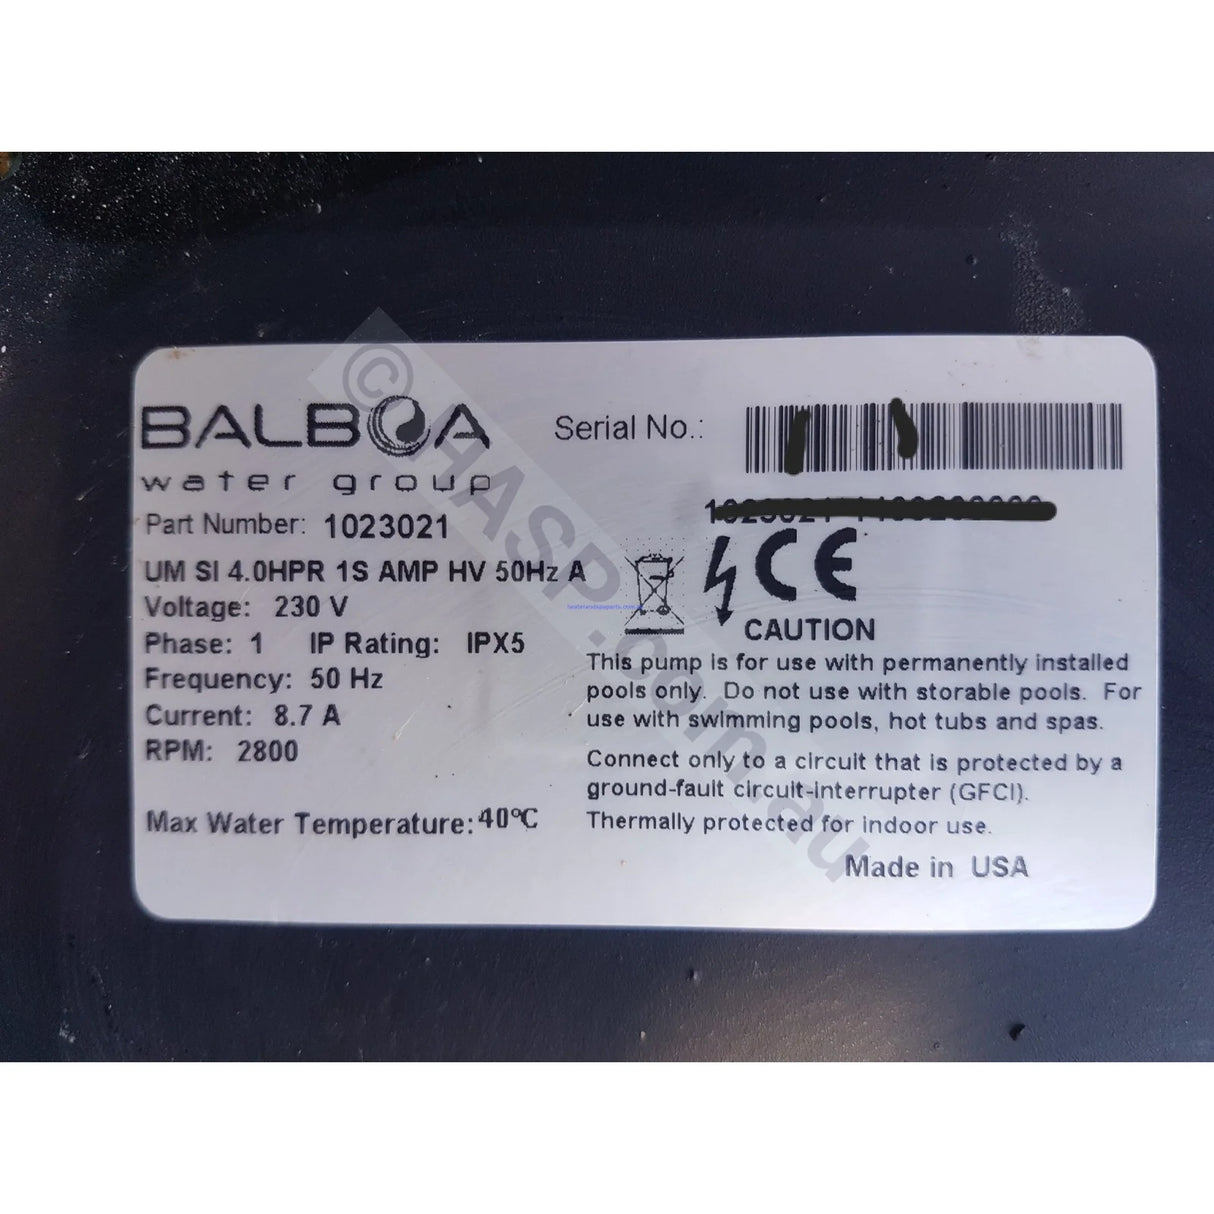 BALBOA
water group
Serial No.:
Part Number: 1023021
UM SI 4.0HPR 1S AMP HV 50Hz A
Voltage: 230 V
Phase: 1 IP Rating: IPX5
Frequency: 50 Hz
Current: 8.7 A
RPM: 2800
Max Water Temperature: 40°C
CE
CAUTION
This pump is for use with permanently installed
pools only. Do not use with storable pools. For
use with swimming pools, hot tubs and spas.
Connect only to a circuit that is protected by a
ground-fault circuit-interrupter (GFCI).
Thermally protected for indoor use.
Made in USA
© HASP.com.au